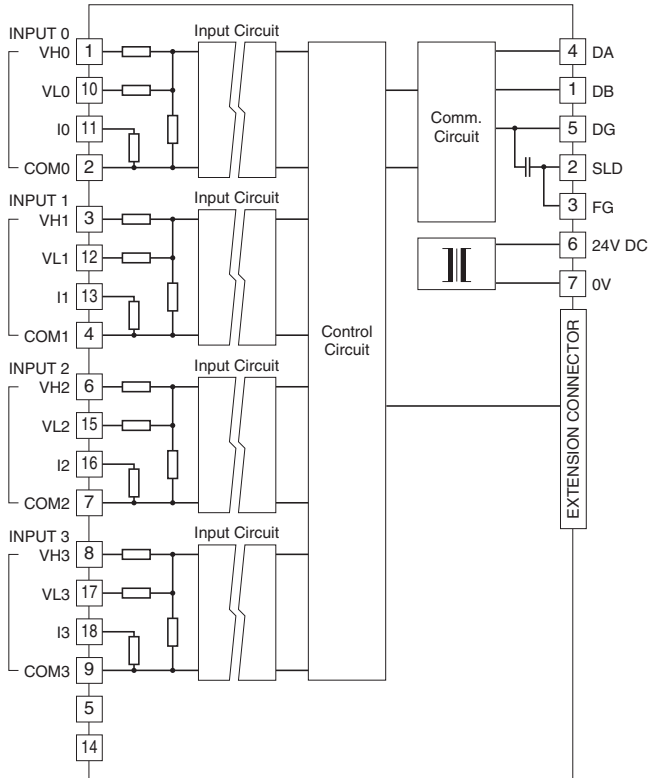 INPUT 0
Input Circuit
VH0 1
VL0 10
I0 11
COM0 2
INPUT 1
Input Circuit
VH1 3
VL1 12
I1 13
COM1 4
INPUT 2
Input Circuit
VH2 6
VL2 15
I2 16
COM2 7
INPUT 3
Input Circuit
VH3 8
VL3 17
I3 18
COM3 9
5
14
Control
Circuit
Comm.
Circuit
4 DA
1 DB
5 DG
2 SLD
3 FG
6 24V DC
7 0V
EXTENSION CONNECTOR